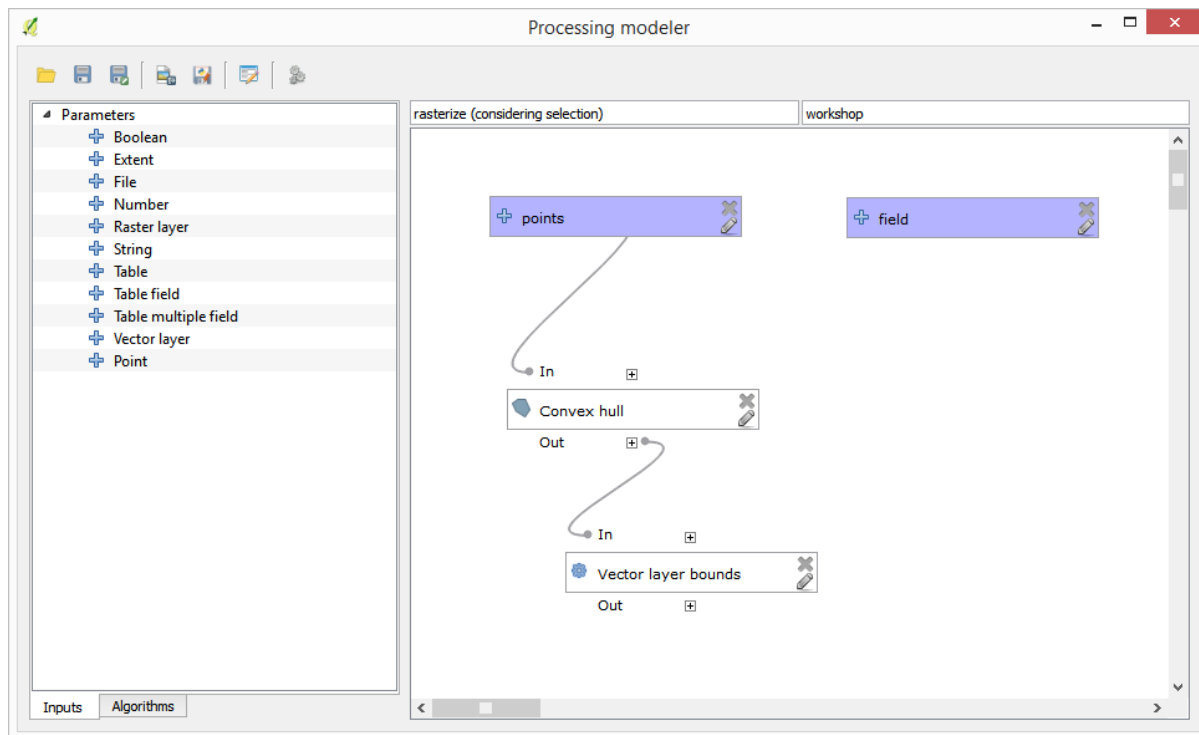 Processing modeler
Parameters
Boolean
Extent
File
Number
Raster layer
String
Table
Table field
Table multiple field
Vector layer
Point
Inputs
Algorithms
rasterize (considering selection)
workshop
points
field
In
Convex hull
Out
In
Vector layer bounds
Out